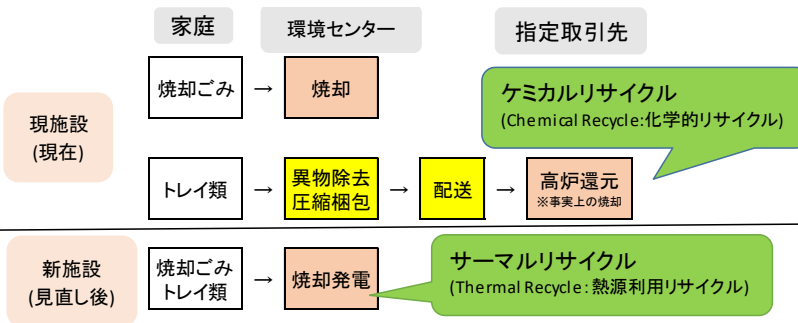 家庭
環境センター
指定取引先
現施設
(現在)
焼却ごみ
→
焼却
ケミカルリサイクル
(Chemical Recycle:化学的リサイクル)
トレイ類
→
異物除去
圧縮梱包
→
配送
→
高炉還元
※事実上の焼却
新施設
(見直し後)
焼却ごみ
トレイ類
→
焼却発電
サーマルリサイクル
(Thermal Recycle:熱源利用リサイクル)